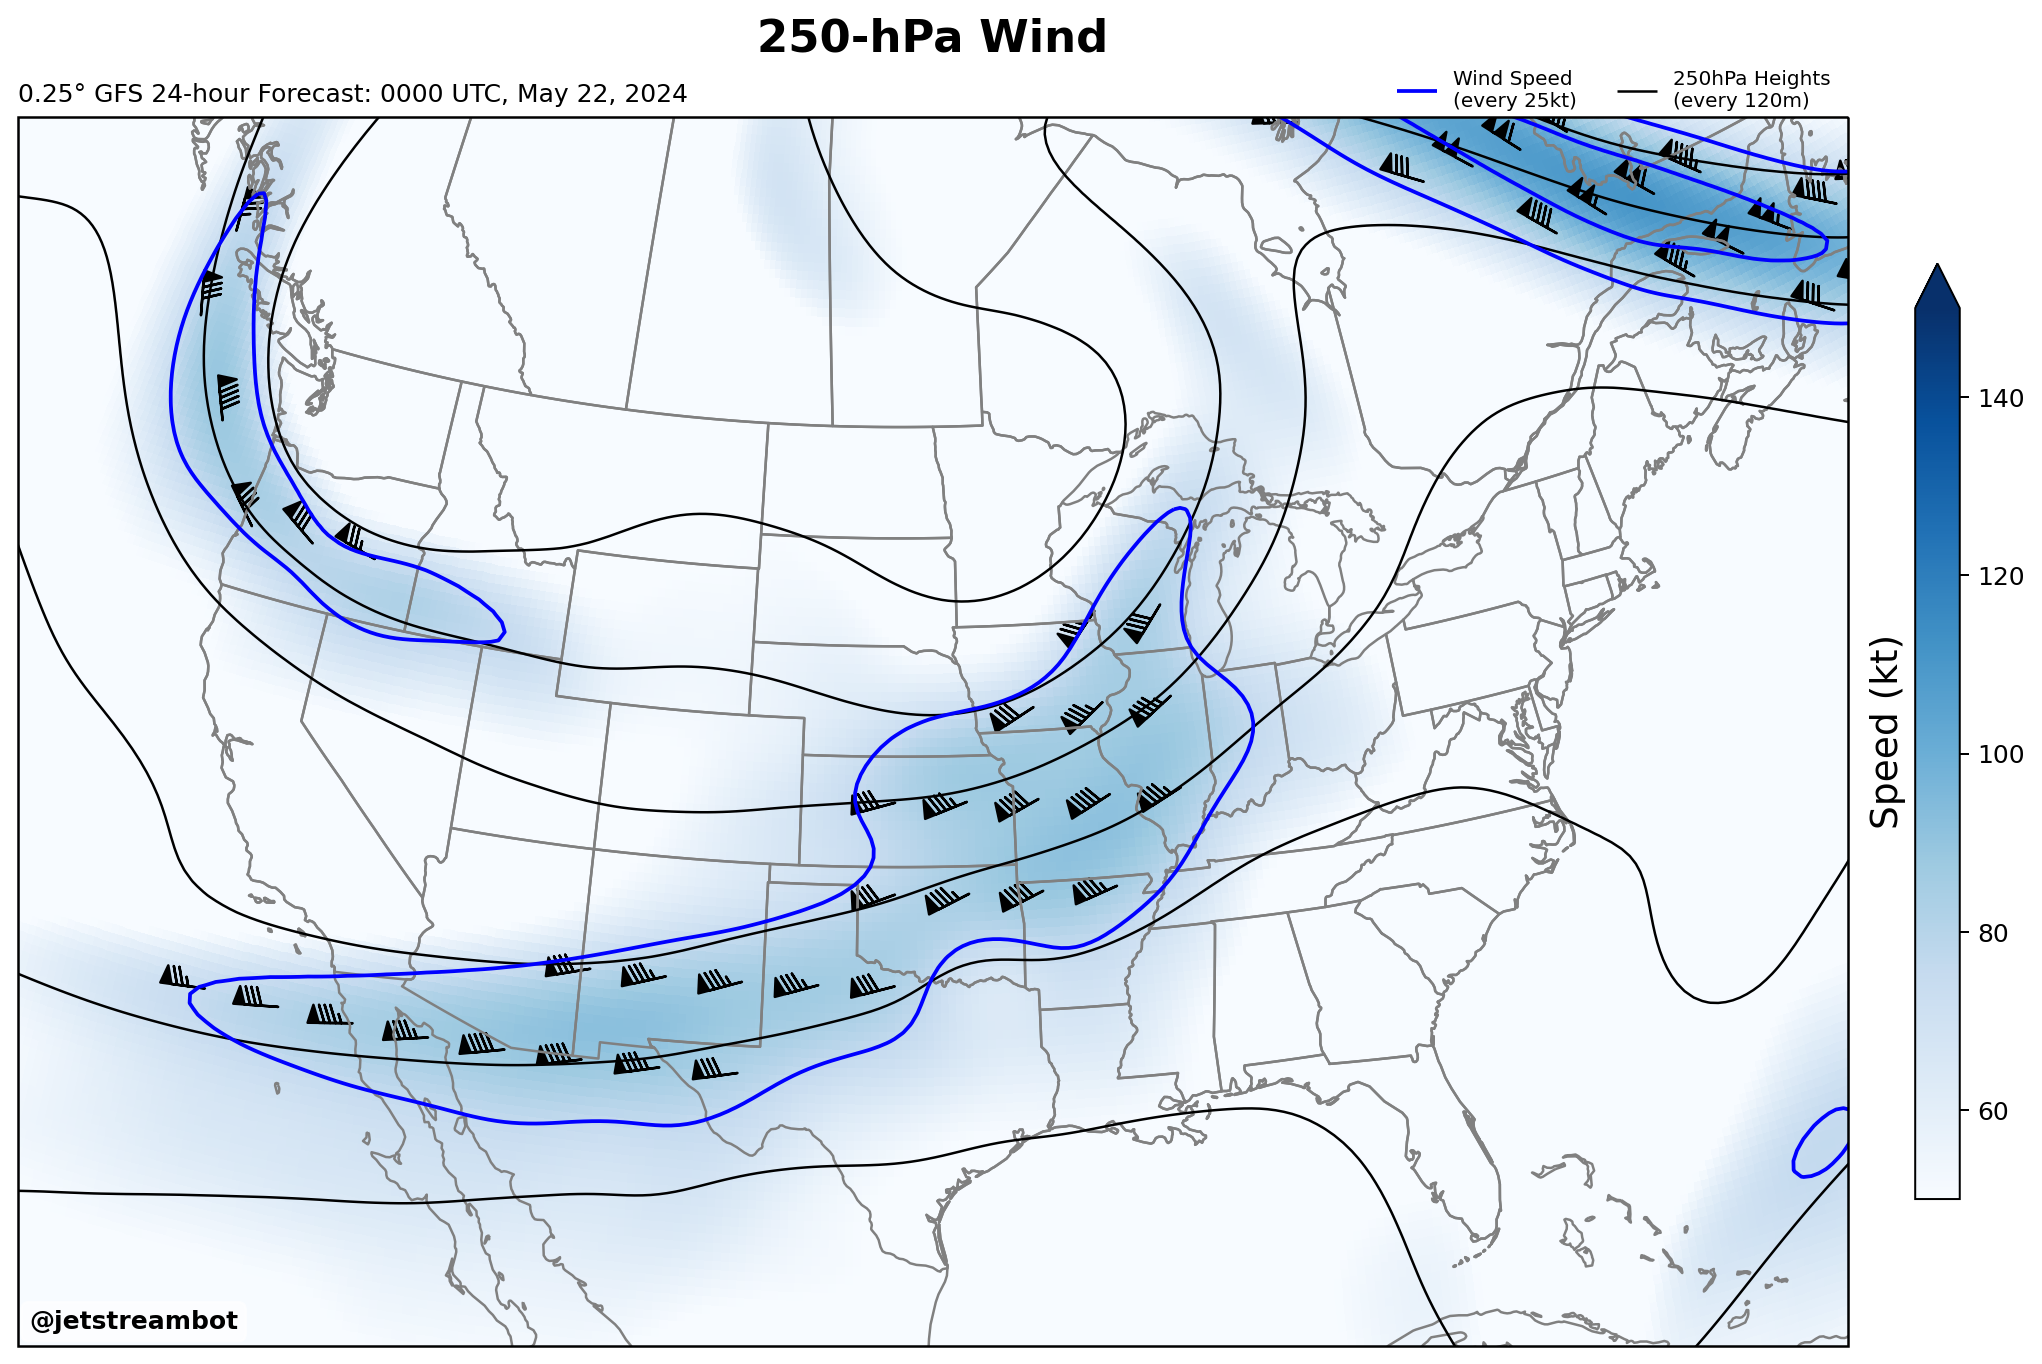 250-hPa Wind
0.25° GFS 24-hour Forecast: 0000 UTC, May 22, 2024
Wind Speed
(every 25kt)
250hPa Heights
(every 120m)
140
120
100
80
60
Speed (kt)
@jetstreambot